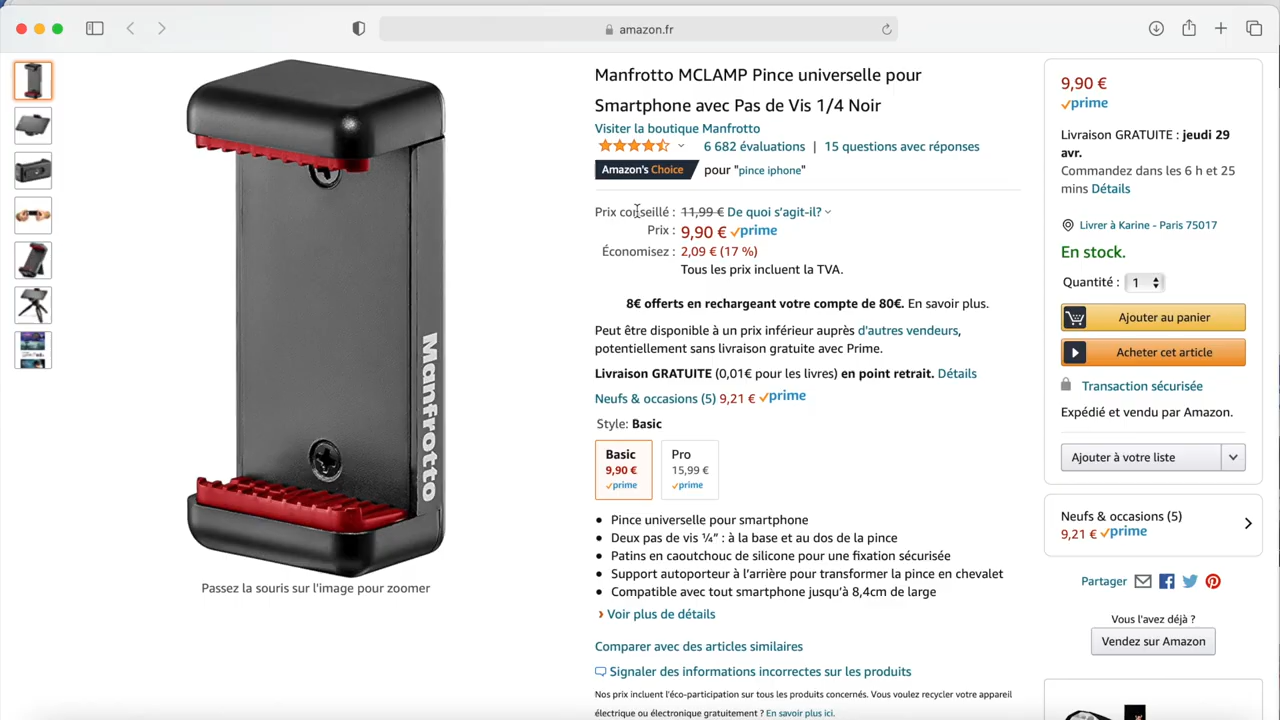 amazon.fr
Manfrotto
Passez la souris sur l'image pour zoomer
Manfrotto MCLAMP Pince universelle pour
Smartphone avec Pas de Vis 1/4 Noir
Visiter la boutique Manfrotto
6 682 évaluations | 15 questions avec réponses
Amazon's Choice pour "pince iphone"
Prix conseillé : 11,99 € De quoi s'agit-il?
Prix : 9,90 € prime
Économisez : 2,09 € (17 %)
Tous les prix incluent la TVA.
8€ offerts en rechargeant votre compte de 80€. En savoir plus.
Peut être disponible à un prix inférieur auprès d'autres vendeurs,
potentiellement sans livraison gratuite avec Prime.
Livraison GRATUITE (0,01€ pour les livres) en point retrait. Détails
Neufs & occasions (5) 9,21 € prime
Style: Basic
Basic
9,90 €
prime
Pro
15,99 €
prime
• Pince universelle pour smartphone
• Deux pas de vis ¼” : à la base et au dos de la pince
• Patins en caoutchouc de silicone pour une fixation sécurisée
• Support autoporteur à l'arrière pour transformer la pince en chevalet
• Compatible avec tout smartphone jusqu'à 8,4cm de large
› Voir plus de détails
Comparer avec des articles similaires
Signaler des informations incorrectes sur les produits
Nos prix incluent l'éco-participation sur tous les produits concernés. Vous voulez recycler votre appareil
électrique ou électronique gratuitement ? En savoir plus ici.
9,90 €
prime
Livraison GRATUITE : jeudi 29
avr.
Commandez dans les 6 h et 25
mins Détails
Livrer à Karine - Paris 75017
En stock.
Quantité : 1
Ajouter au panier
Acheter cet article
Transaction sécurisée
Expédié et vendu par Amazon.
Ajouter à votre liste
Neufs & occasions (5)
9,21 € prime
Partager
Vous l'avez déjà ?
Vendez sur Amazon